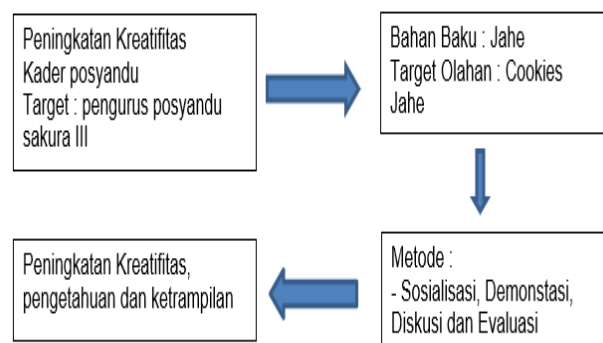 Peningkatan Kreatifitas
Kader posyandu
Target : pengurus posyandu
sakura III
Bahan Baku : Jahe
Target Olahan : Cookies
Jahe
Metode :
- Sosialisasi, Demonstasi,
Diskusi dan Evaluasi
Peningkatan Kreatifitas,
pengetahuan dan ketrampilan